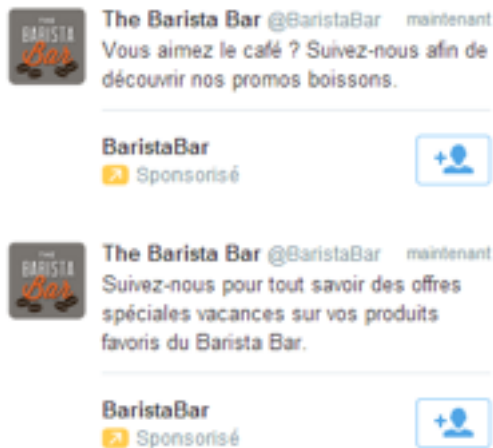 THE
BARISTA
Bar
The Barista Bar @BaristaBar maintenant
Vous aimez le café ? Suivez-nous afin de
découvrir nos promos boissons.
BaristaBar
Sponsorisé
THE
BARISTA
Bar
The Barista Bar @BaristaBar maintenant
Suivez-nous pour tout savoir des offres
spéciales vacances sur vos produits
favoris du Barista Bar.
BaristaBar
Sponsorisé